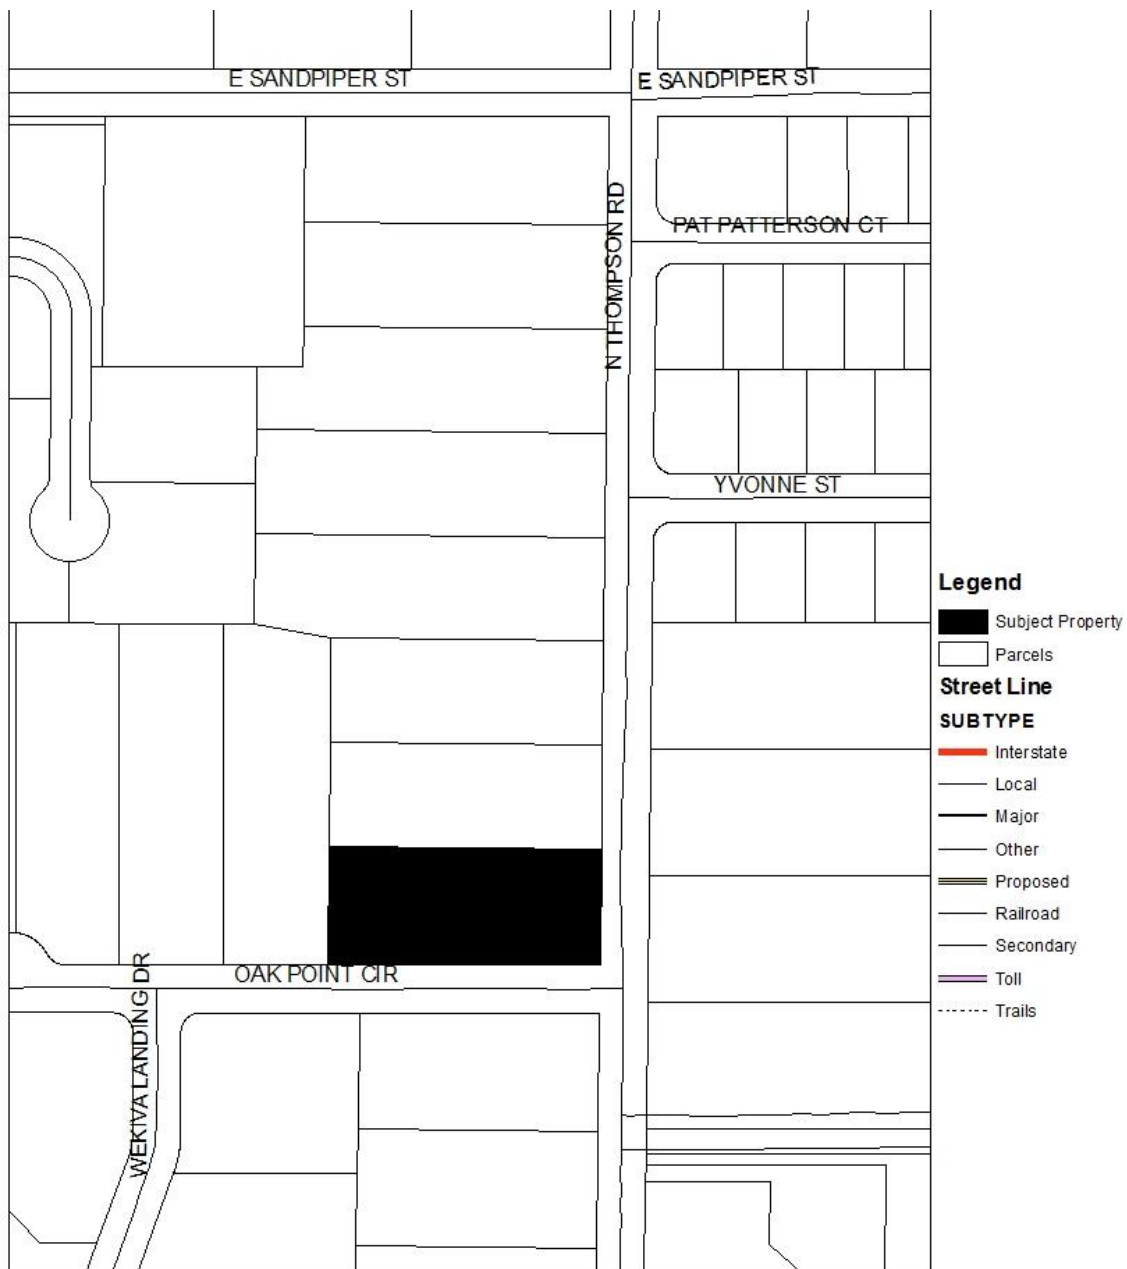 E SANDPIPER ST
E SANDPIPER ST
N THOMPSON RD
PAT PATTERSON CT
YVONNE ST
OAK POINT CIR
WEKIVA LANDING DR
Legend
Subject Property
Parcels
Street Line
SUBTYPE
Interstate
Local
Major
Other
Proposed
Railroad
Secondary
Toll
Trails